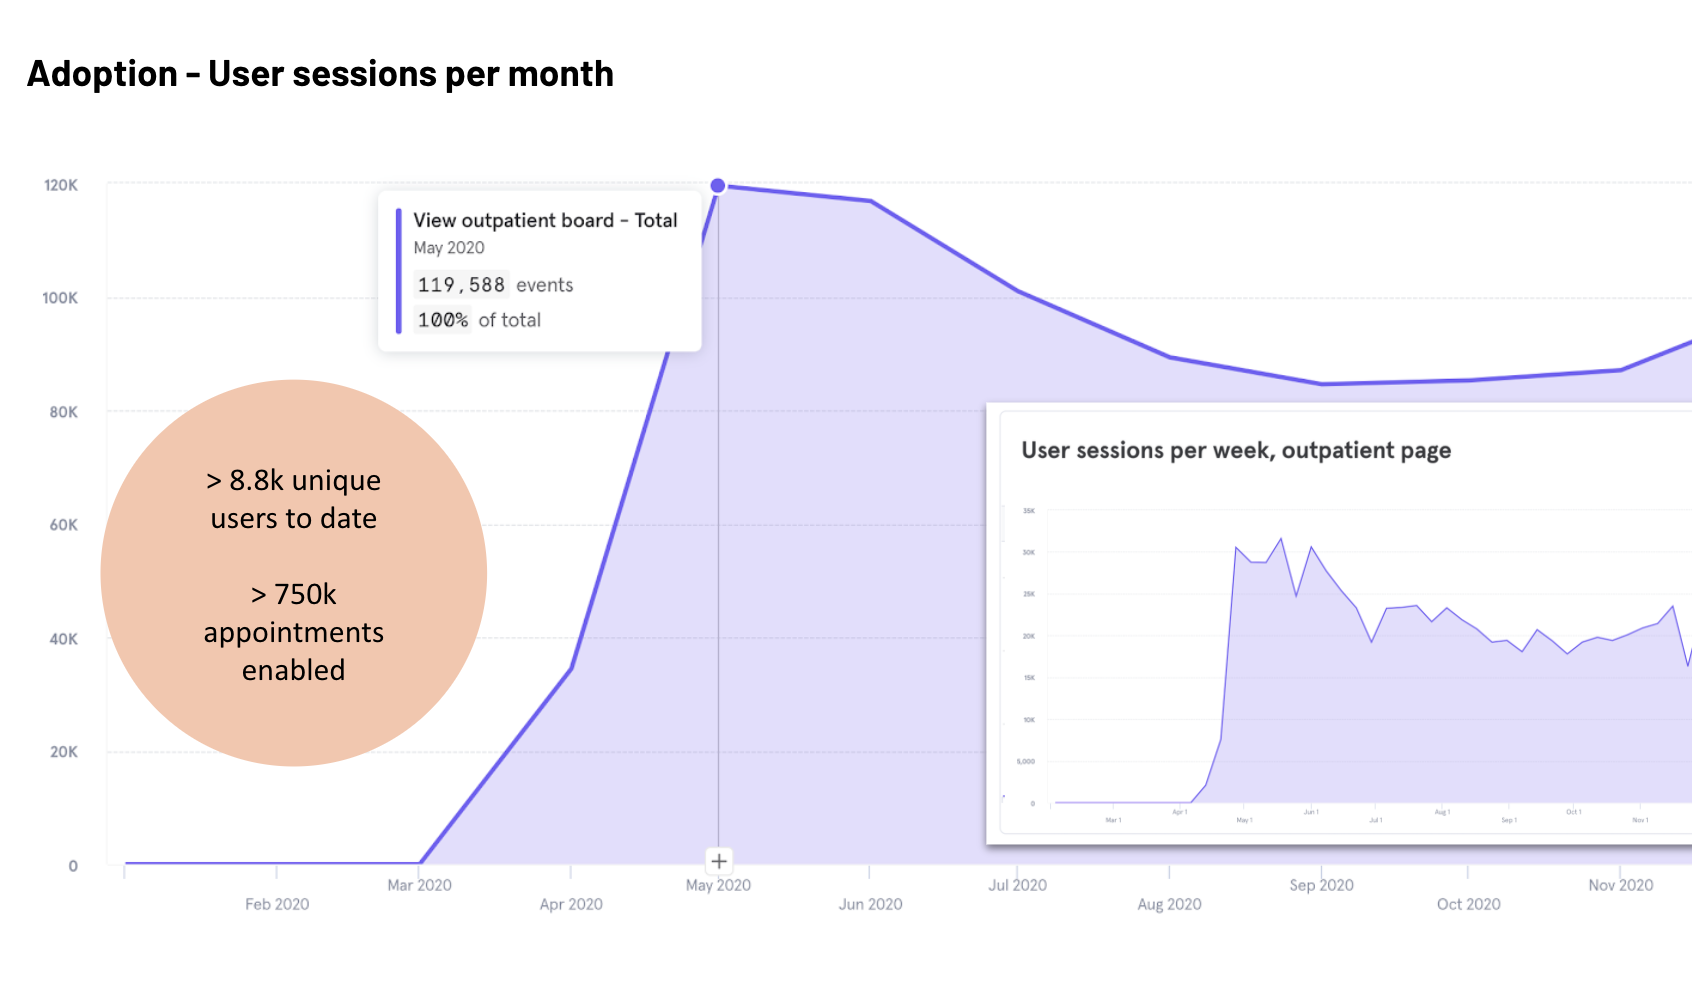 Adoption - User sessions per month
120K
100K
80K
60K
40K
20K
0
View outpatient board - Total
May 2020
119,588 events
100% of total
> 8.8k unique
users to date
> 750k
appointments
enabled
User sessions per week, outpatient page
35K
30K
25K
20K
15K
10K
5,000
0
Mar 1
Apr 1
May 1
Jun 1
Jul 1
Aug 1
Sep 1
Oct 1
Nov 1
Feb 2020
Mar 2020
Apr 2020
May 2020
Jun 2020
Jul 2020
Aug 2020
Sep 2020
Oct 2020
Nov 2020